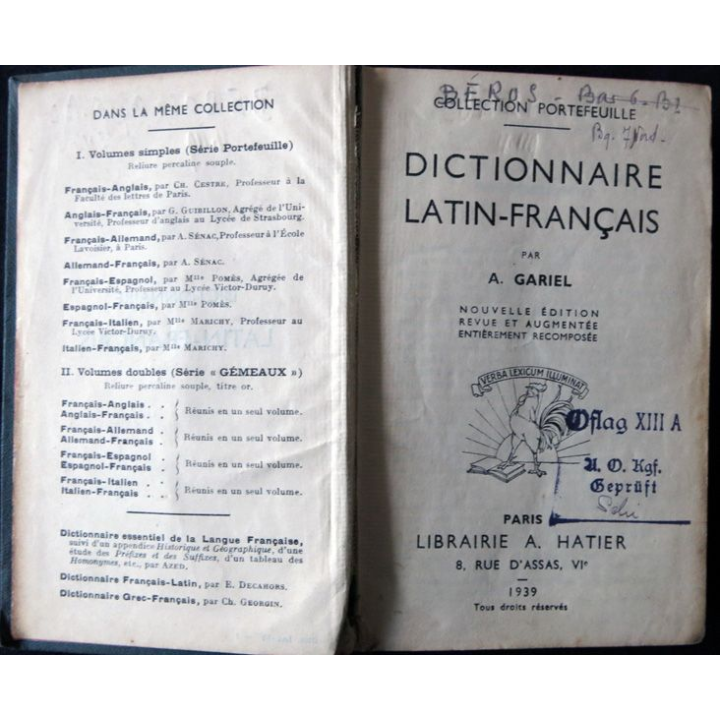 DANS LA MÊME COLLECTION
I. Volumes simples (Série Portefeuille)
Reliure percaline souple.
Français-Anglais, par CH. CESTRE, Professeur à la
Faculté des lettres de Paris.
Anglais-Français, par G. GUIBILLON, Agrégé de l'Uni-
versité, Professeur d'anglais au Lycée de Strasbourg.
Français-Allemand, par A. SÉNAC, Professeur à l'École
Lavoisier, à Paris.
Allemand-Français, par A. SÉNAC.
Français-Espagnol, par Mlle POMÈS, Agrégée de
l'Université, Professeur au Lycée Victor-Duruy.
Espagnol-Français, par Mlle POMÈS.
Français-Italien, par Mlle MARICHY, Professeur au
Lycée Victor-Duruy.
Italien-Français, par Mlle MARICHY.
II. Volumes doubles (Série « GÉMEAUX »)
Reliure percaline souple, titre or.
Français-Anglais . .
Anglais-Français . . { Réunis en un seul volume.
Français-Allemand .
Allemand-Français . { Réunis en un seul volume.
Français-Espagnol
Espagnol-Français . { Réunis en un seul volume.
Français-Italien . .
Italien-Français . . { Réunis en un seul volume.
Dictionnaire essentiel de la Langue Française,
suivi d'un appendice Historique et Géographique, d'une
étude des Préfixes et des Suffixes, d'un tableau des
Homonymes, etc., par AZED.
Dictionnaire Français-Latin, par E. DECAHORS.
Dictionnaire Grec-Français, par Ch. GEORGIN.
BÉROS - Bar 6 - B1
COLLECTION PORTEFEUILLE
DICTIONNAIRE
LATIN-FRANÇAIS
PAR
A. GARIEL
NOUVELLE ÉDITION
REVUE ET AUGMENTÉE
ENTIÈREMENT RECOMPOSÉE
VERBA LEXICUM ILLUMINAT
Oflag XIII A
A. O. Kgf.
Geprüft
PARIS
LIBRAIRIE A. HATIER
8, RUE D'ASSAS, VIe
1939
Tous droits réservés